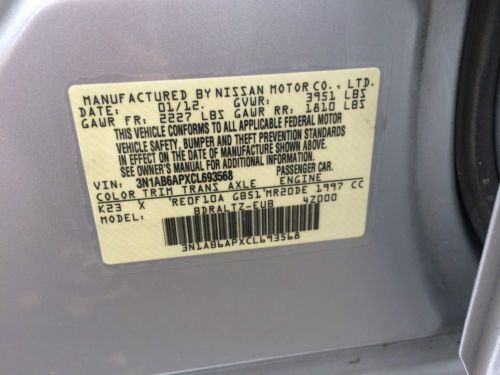 MANUFACTURED BY NISSAN MOTOR CO., LTD.
DATE: 01/12. GVWR: 3951 LBS
GAWR FR: 2227 LBS GAWR RR: 1810 LBS
THIS VEHICLE CONFORMS TO ALL APPLICABLE FEDERAL MOTOR
VEHICLE SAFETY, BUMPER AND THEFT PREVENTION STANDARDS
IN EFFECT ON THE DATE OF MANUFACTURE SHOWN ABOVE.
SEE OWNER'S MANUAL FOR ADDITIONAL INFORMATION.
VIN: 3N1AB6APXCL693568 PASSENGER CAR.
COLOR TRIM TRANS AXLE ENGINE
K23 X RE0F10A GB51 MR20DE 1997 CC
MODEL: BDRALTZ-EUB 4Z000
3N1AB6APXCL693568